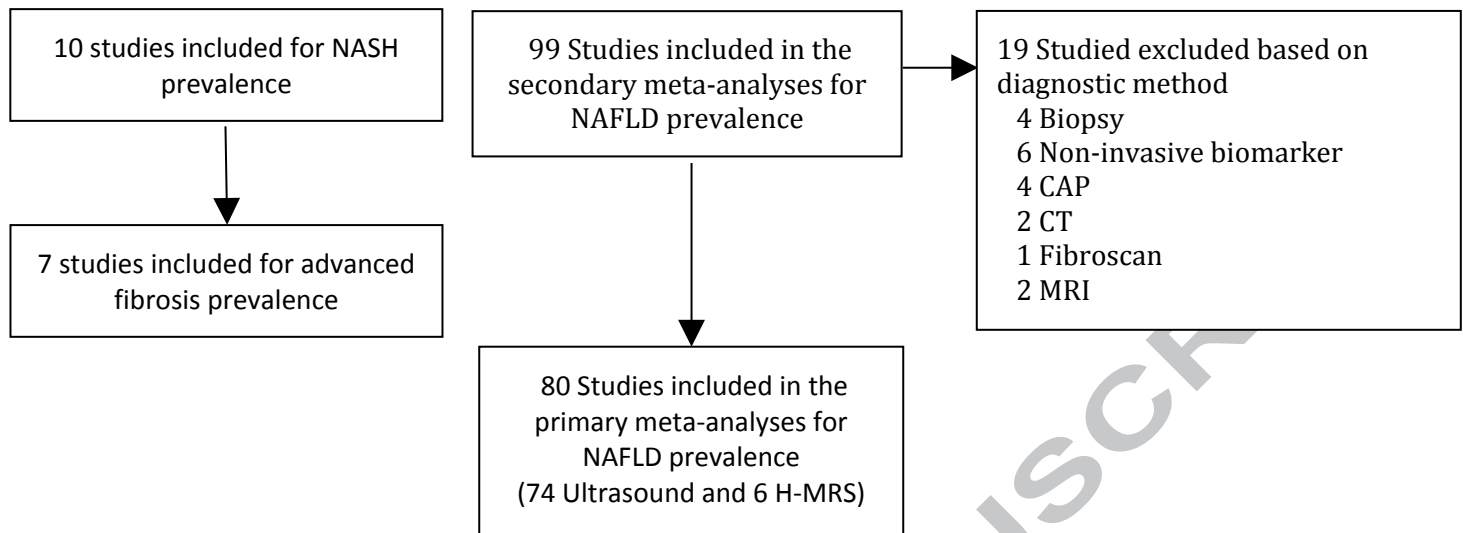 10 studies included for NASH
prevalence
7 studies included for advanced
fibrosis prevalence
99 Studies included in the
secondary meta-analyses for
NAFLD prevalence
80 Studies included in the
primary meta-analyses for
NAFLD prevalence
(74 Ultrasound and 6 H-MRS)
19 Studied excluded based on
diagnostic method
4 Biopsy
6 Non-invasive biomarker
4 CAP
2 CT
1 Fibroscan
2 MRI